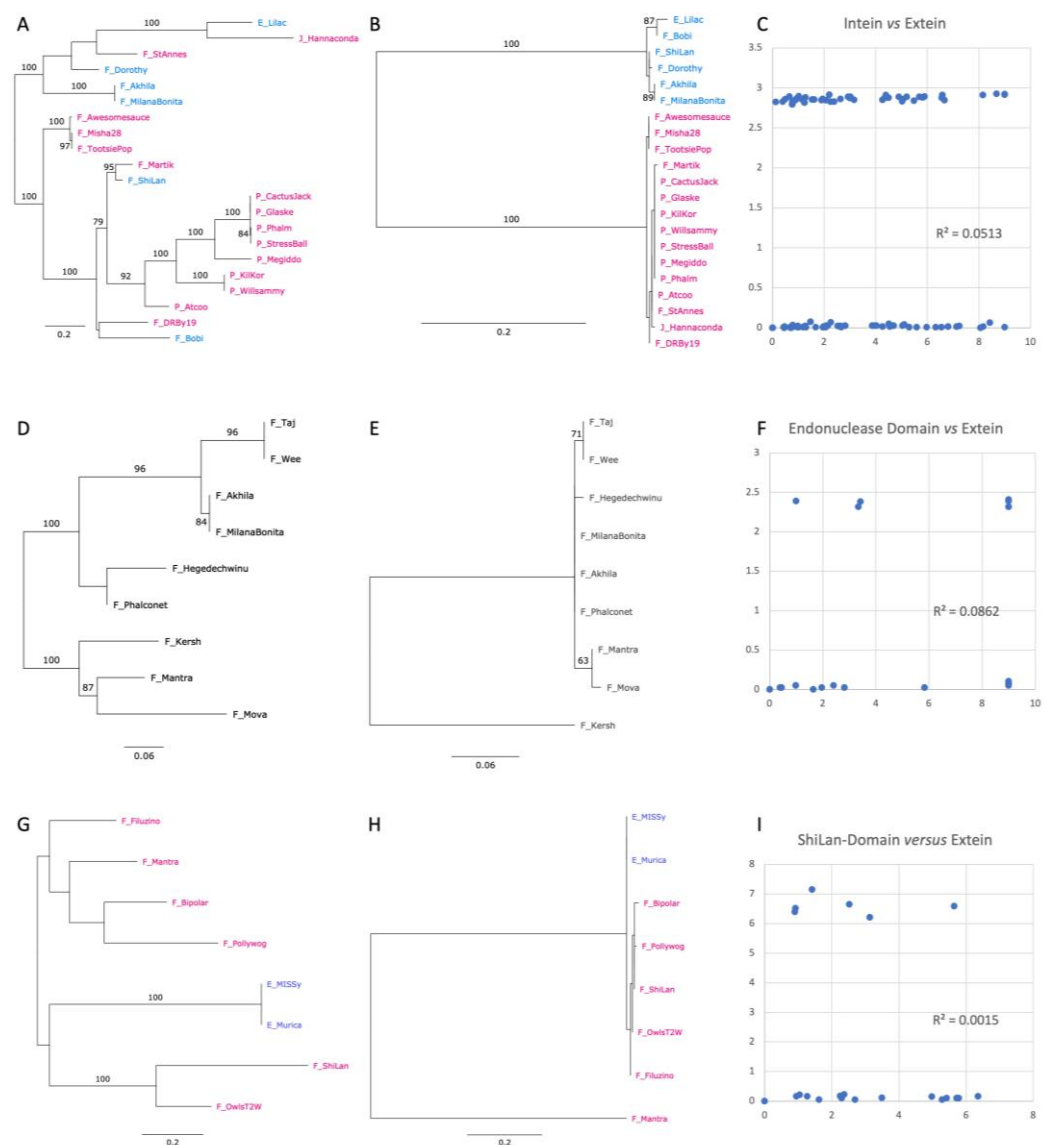 A
100
E_Lilac
J_Hannaconda
F_StAnnes
F_Dorothy
100
100
F_Akhila
F_MilanaBonita
100
F_Awesomesauce
F_Misha28
97
F_TootsiePop
95
F_Martik
F_ShiLan
100
P_CactusJack
100
P_Glaske
79
84
P_Phalm
P_StressBall
100
P_Megiddo
100
92
100
P_KilKor
P_Willsammy
P_Atcoo
F_DRBy19
0.2
F_Bobi
B
87
E_Lilac
F_Bobi
100
F_ShiLan
F_Dorothy
F_Akhila
89
F_MilanaBonita
F_Awesomesauce
F_Misha28
F_TootsiePop
F_Martik
P_CactusJack
P_Glaske
P_KilKor
100
P_Willsammy
P_StressBall
P_Megiddo
P_Phalm
P_Atcoo
F_StAnnes
J_Hannaconda
0.2
F_DRBy19
C
Intein vs Extein
3.5
3
2.5
2
1.5
R² = 0.0513
1
0.5
0
0 2 4 6 8 10
D
F_Taj
96
F_Wee
96
F_Akhila
84
F_MilanaBonita
100
F_Hegedechwinu
F_Phalconet
F_Kersh
100
F_Mantra
87
F_Mova
0.06
E
F_Taj
71
F_Wee
F_Hegedechwinu
F_MilanaBonita
F_Akhila
F_Phalconet
F_Mantra
63
F_Mova
F_Kersh
0.06
F
Endonuclease Domain vs Extein
3
2.5
2
1.5
1
R² = 0.0862
0.5
0
0 2 4 6 8 10
G
F_Filuzino
F_Mantra
F_Bipolar
F_Pollywog
E_MISSy
100
E_Murica
F_ShiLan
100
F_OwlsT2W
0.2
H
E_MISSy
E_Murica
F_Bipolar
F_Pollywog
F_ShiLan
F_OwlsT2W
F_Filuzino
F_Mantra
0.2
I
ShiLan-Domain versus Extein
8
7
6
5
4
3
R² = 0.0015
2
1
0
0 2 4 6 8